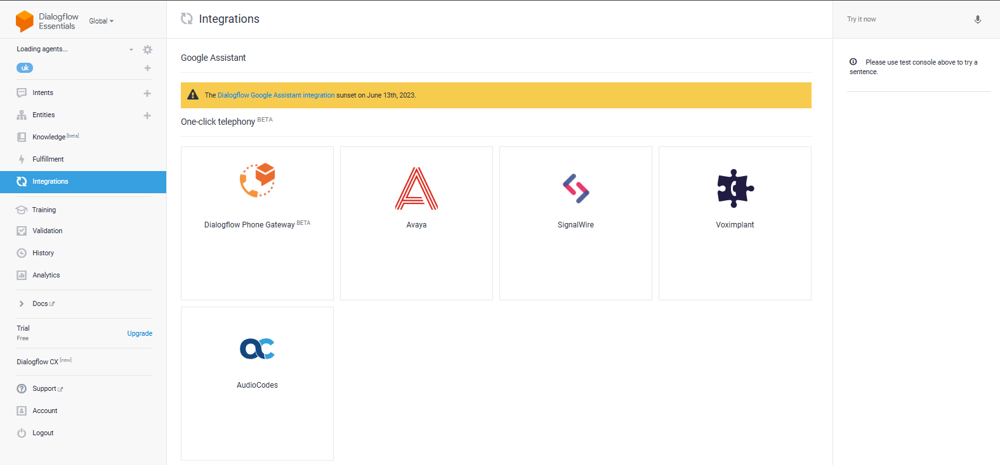 Dialogflow
Essentials
Global
Loading agents...
uk
Intents
Entities
Knowledge [beta]
Fulfillment
Integrations
Training
Validation
History
Analytics
Docs
Trial
Free
Upgrade
Dialogflow CX [new]
Support
Account
Logout
Integrations
Google Assistant
The Dialogflow Google Assistant integration sunset on June 13th, 2023.
One-click telephony BETA
Dialogflow Phone Gateway BETA
Avaya
SignalWire
Voximplant
AudioCodes
Try it now
Please use test console above to try a
sentence.